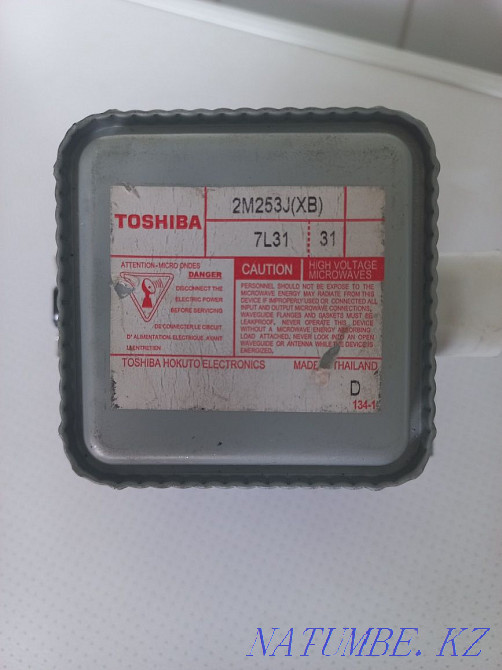 TOSHIBA
2M253J(XB)
7L31 31
ATTENTION-MICRO ONDES
DANGER
DISCONNECT THE
ELECTRIC POWER
BEFORE SERVICING
DECONNECTER LE CIRCUIT
D' ALIMENTATION ELECTRIQUE AVANT
L'ENTRETIEN
CAUTION
HIGH VOLTAGE
MICROWAVES
PERSONNEL SHOULD NOT BE EXPOSE TO THE
MICROWAVE ENERGY MAY RADIATE FROM THIS
DEVICE IF IMPROPERLY USED OR CONNECTED. ALL
INPUT AND OUTPUT MICROWAVE CONNECTIONS,
WAVEGUIDE FLANGES AND GASKETS MUST BE
LEAKPROOF. NEVER OPERATE THIS DEVICE
WITHOUT A MICROWAVE ENERGY ABSORBING
LOAD ATTACHED. NEVER LOOK INTO AN OPEN
WAVEGUIDE OR ANTENNA WHILE DEVICE IS
ENERGIZED.
TOSHIBA HOKUTO ELECTRONICS
MADE THAILAND
D
NATUMBE. KZ